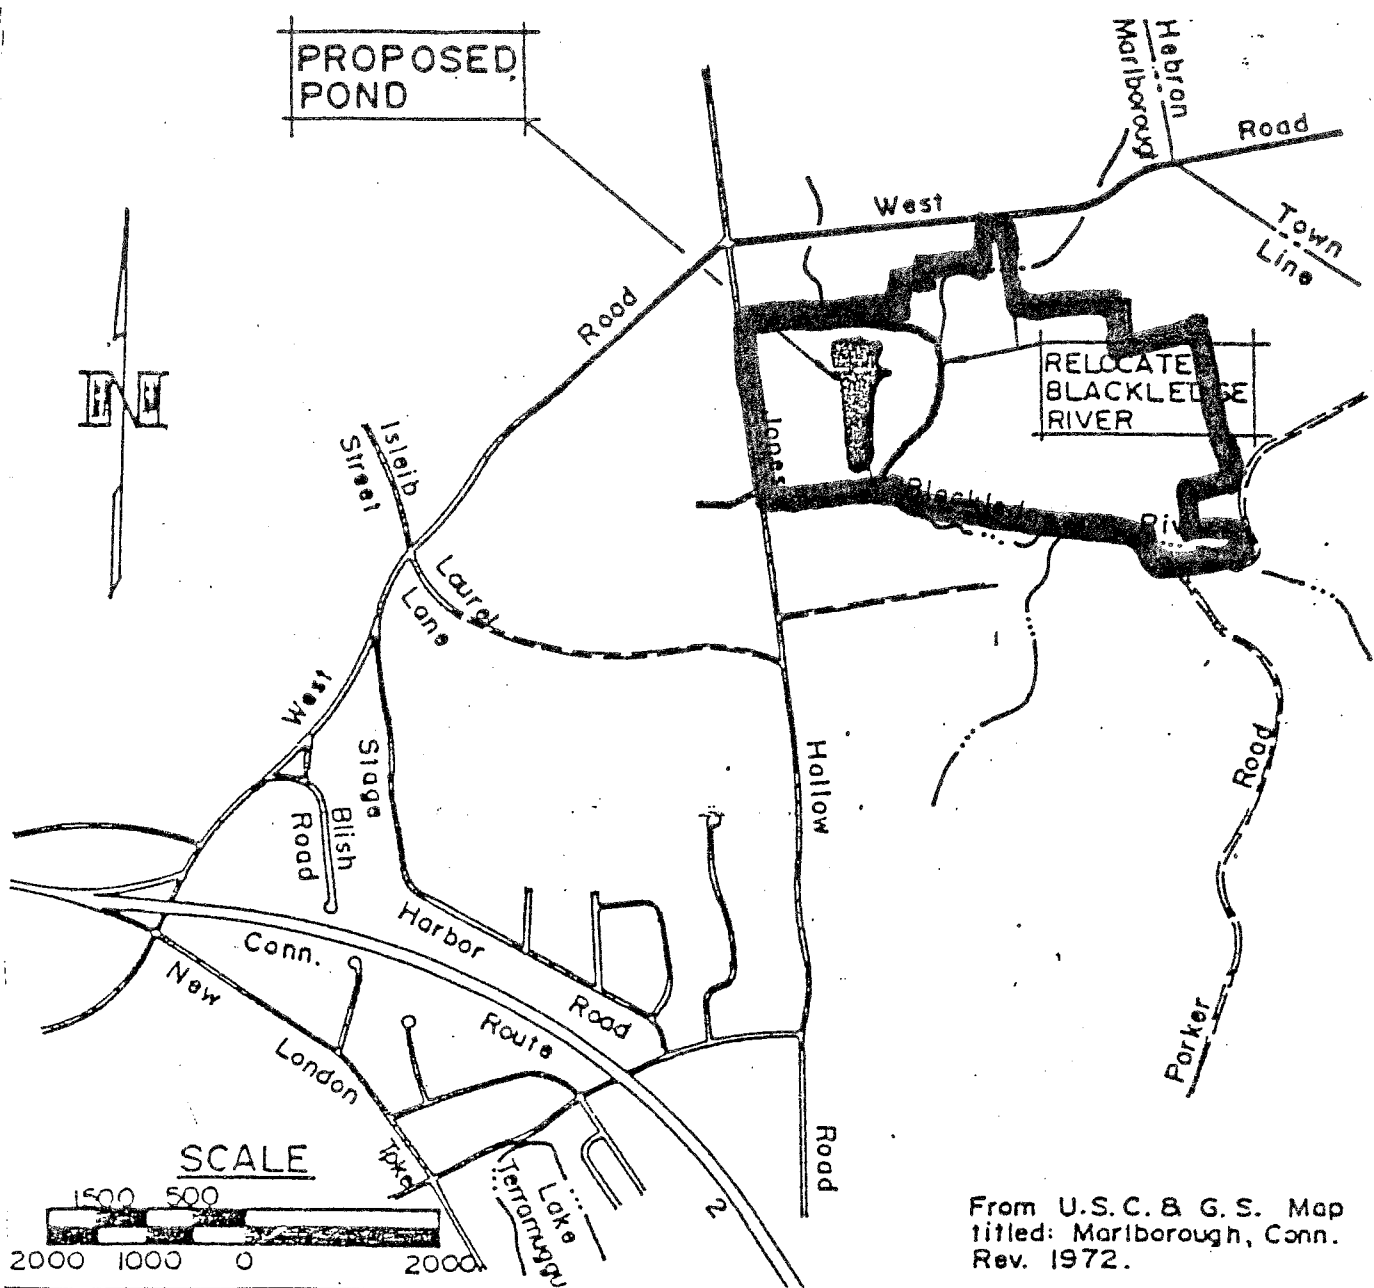 PROPOSED
POND
Hebron
Marlboroug
Road
West
Town
Line
Road
RELOCATE
BLACKLEDGE
RIVER
N
Isleib
Street
Jones
Laurel
Lane
West
Stage
Hollow
Blish
Road
Road
Harbor
Road
Conn.
Route
2
New
London
Tpke
Parker
Road
Lake
Terramuggu
SCALE
1500 500
2000 1000 0 2000
From U.S.C. & G.S. Map
titled: Marlborough, Conn.
Rev. 1972.